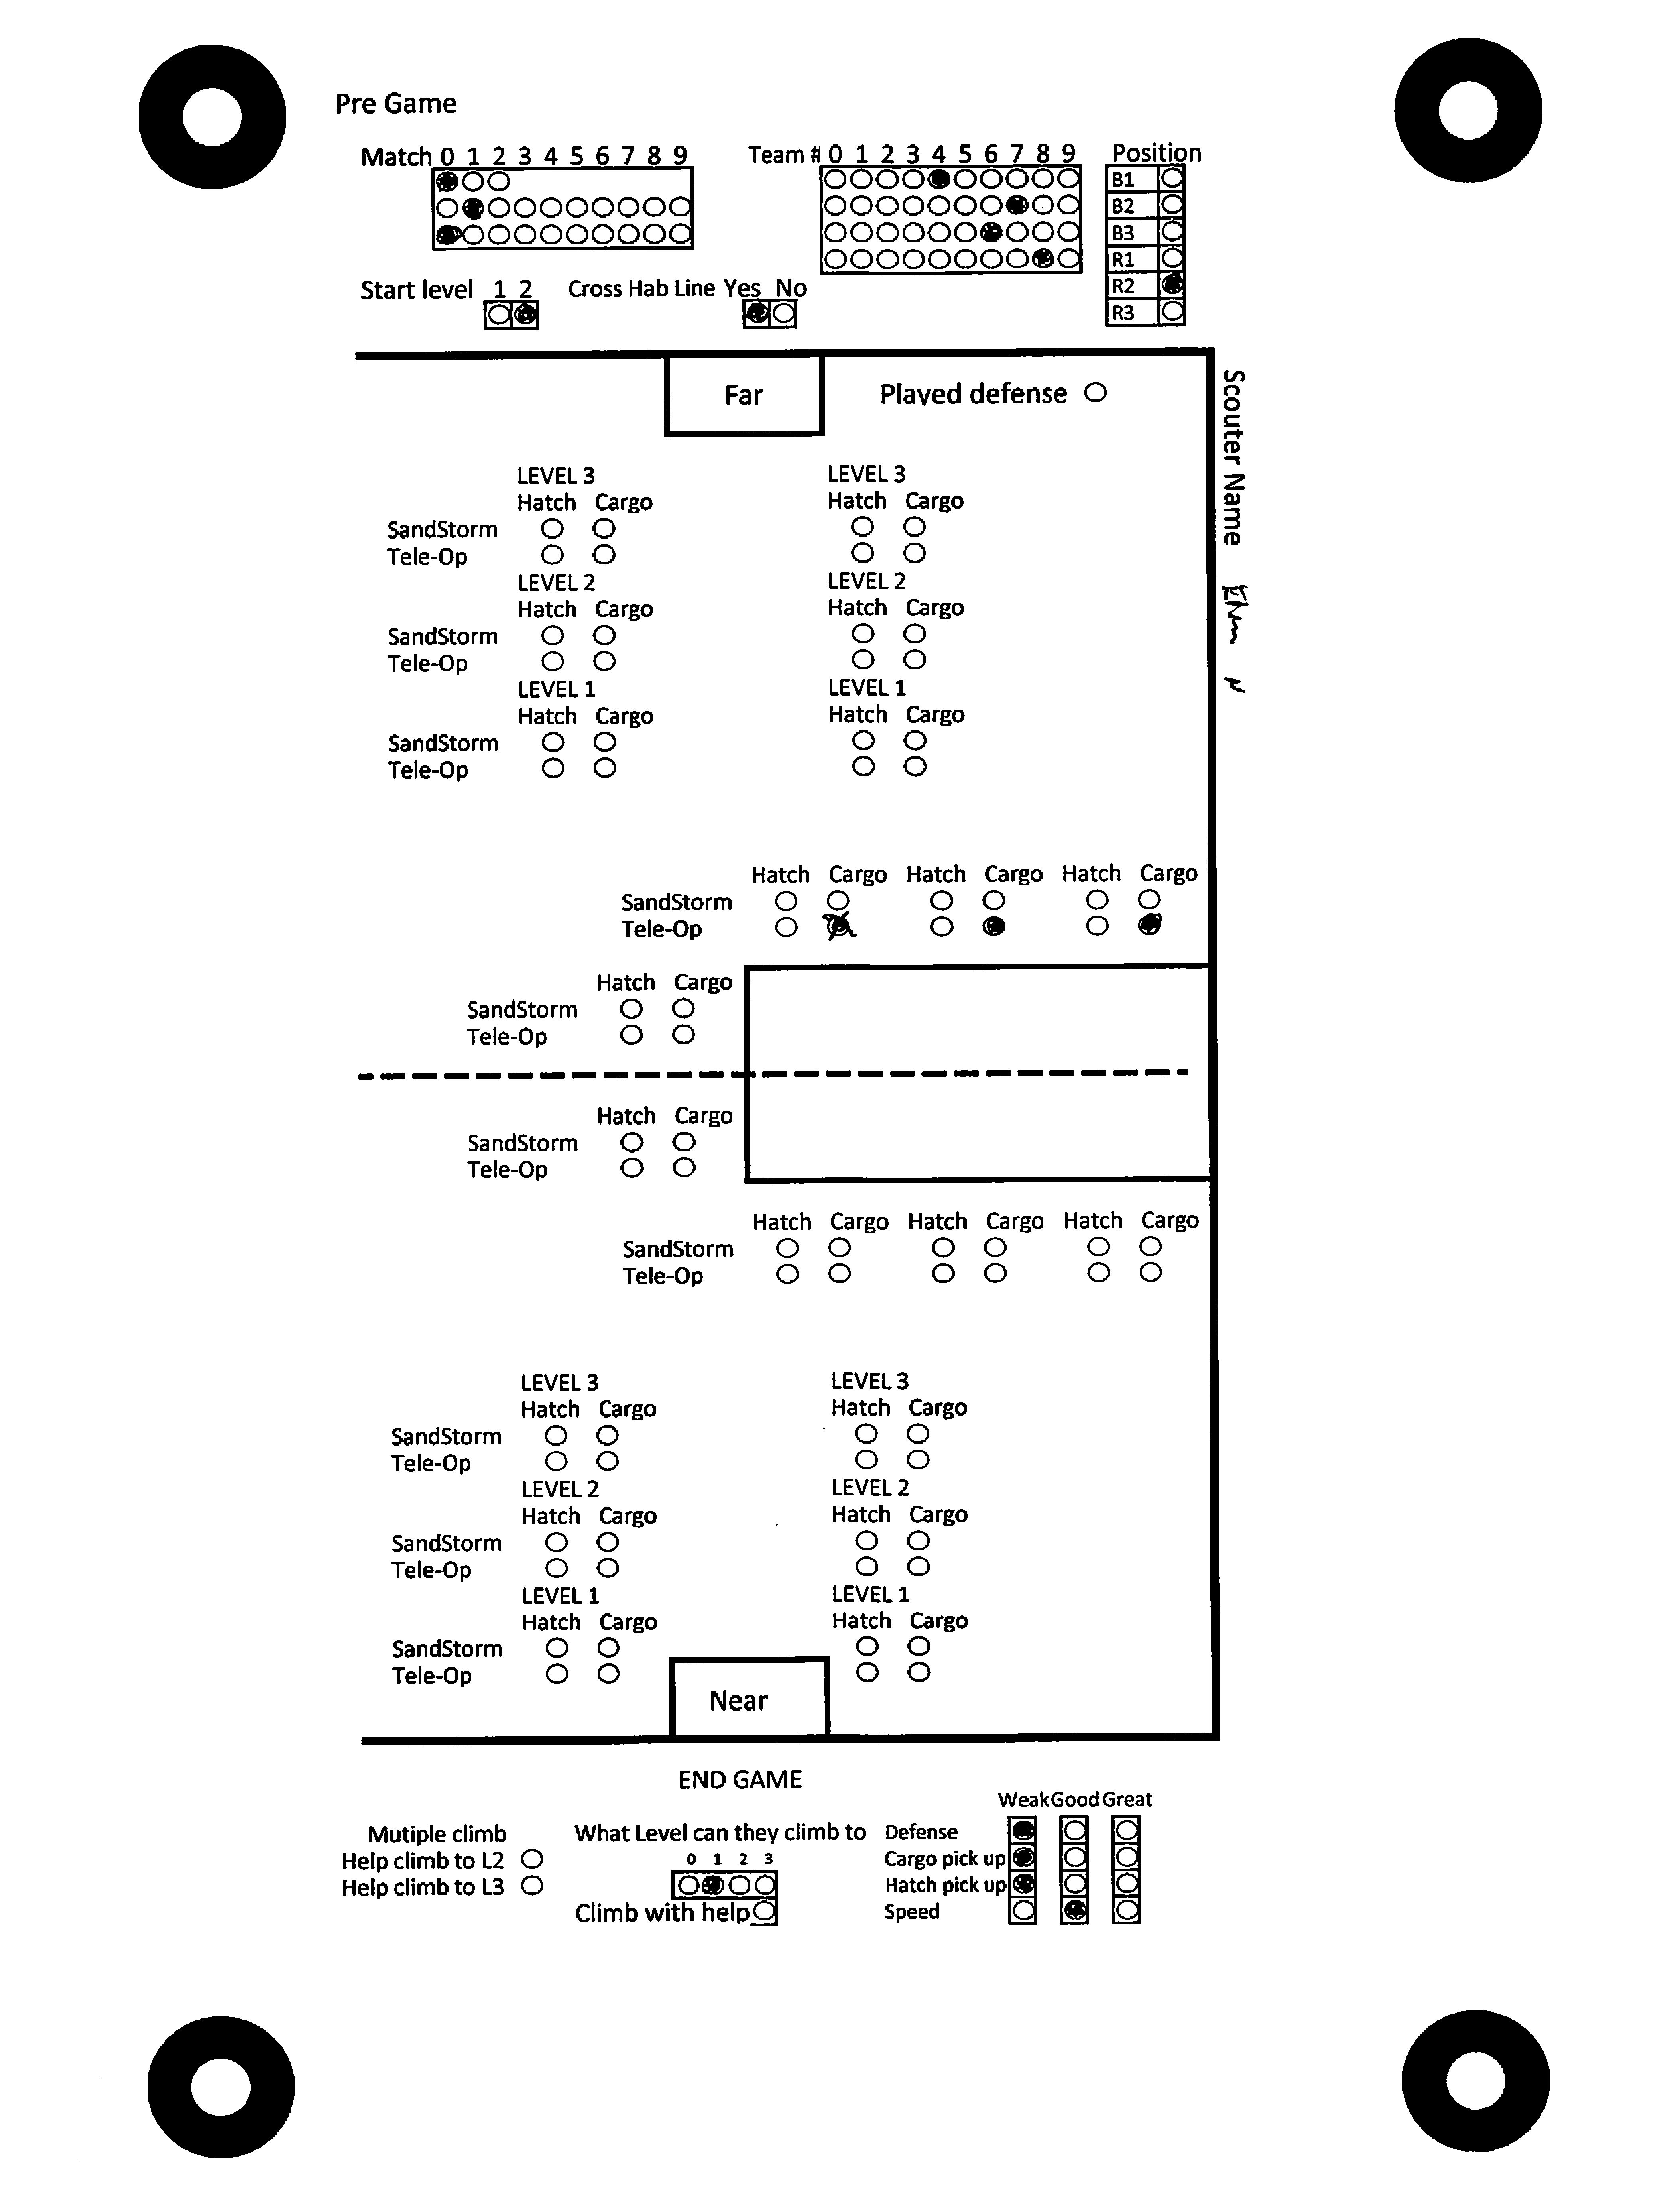 Pre Game
Match 0 1 2 3 4 5 6 7 8 9
Team # 0 1 2 3 4 5 6 7 8 9
Position
B1
B2
B3
R1
R2
R3
Start level 1 2
Cross Hab Line Yes No
Far
Played defense
Scouter Name
LEVEL 3 LEVEL 3
Hatch Cargo Hatch Cargo
SandStorm
Tele-Op
LEVEL 2 LEVEL 2
Hatch Cargo Hatch Cargo
SandStorm
Tele-Op
LEVEL 1 LEVEL 1
Hatch Cargo Hatch Cargo
SandStorm
Tele-Op
Hatch Cargo Hatch Cargo Hatch Cargo
SandStorm
Tele-Op
Hatch Cargo
SandStorm
Tele-Op
Hatch Cargo
SandStorm
Tele-Op
Hatch Cargo Hatch Cargo Hatch Cargo
SandStorm
Tele-Op
LEVEL 3 LEVEL 3
Hatch Cargo Hatch Cargo
SandStorm
Tele-Op
LEVEL 2 LEVEL 2
Hatch Cargo Hatch Cargo
SandStorm
Tele-Op
LEVEL 1 LEVEL 1
Hatch Cargo Hatch Cargo
SandStorm
Tele-Op
Near
END GAME
Mutiple climb
Help climb to L2
Help climb to L3
What Level can they climb to
0 1 2 3
Climb with help
Weak Good Great
Defense
Cargo pick up
Hatch pick up
Speed